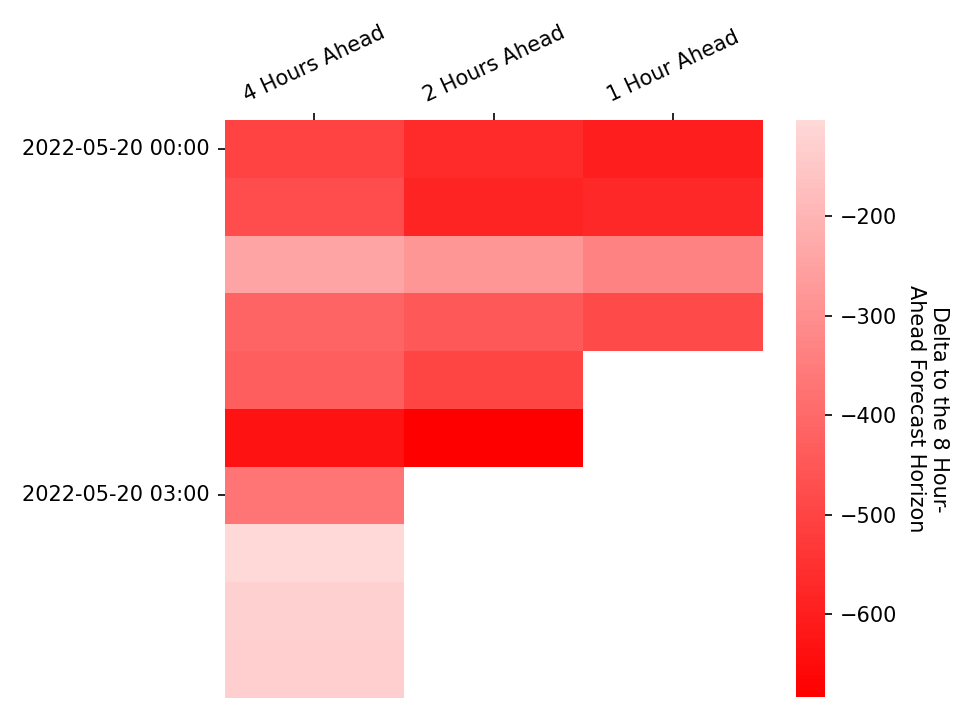 4 Hours Ahead
2 Hours Ahead
1 Hour Ahead
2022-05-20 00:00
2022-05-20 03:00
−200
−300
−400
−500
−600
Delta to the 8 Hour-
Ahead Forecast Horizon